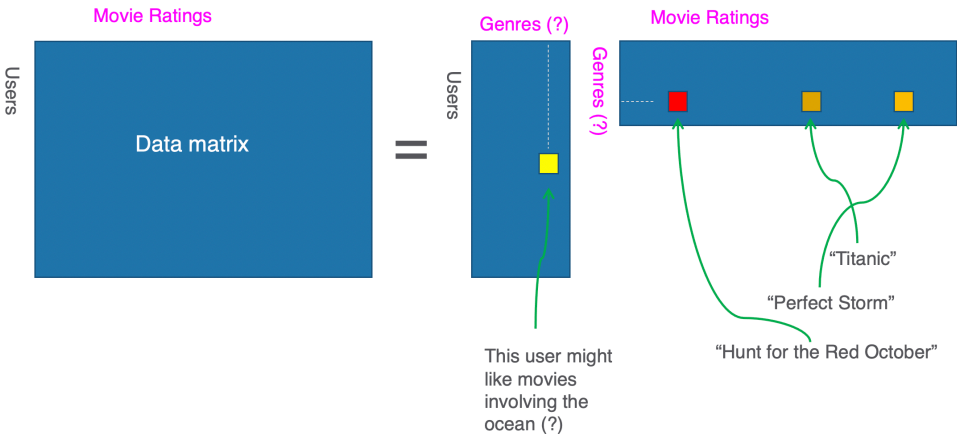 Movie Ratings
Users
Data matrix
=
Genres (?)
Users
Movie Ratings
Genres (?)
“Titanic”
“Perfect Storm”
“Hunt for the Red October”
This user might
like movies
involving the
ocean (?)